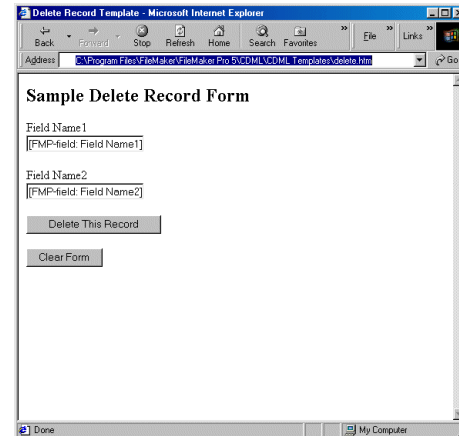 Delete Record Template - Microsoft Internet Explorer
Back Forward Stop Refresh Home Search Favorites » File » Links »
Address C:\Program Files\FileMaker\FileMaker Pro 5\CDML\CDML Templates\delete.htm Go
Sample Delete Record Form
Field Name1
[FMP-field: Field Name1]
Field Name2
[FMP-field: Field Name2]
Delete This Record
Clear Form
Done My Computer